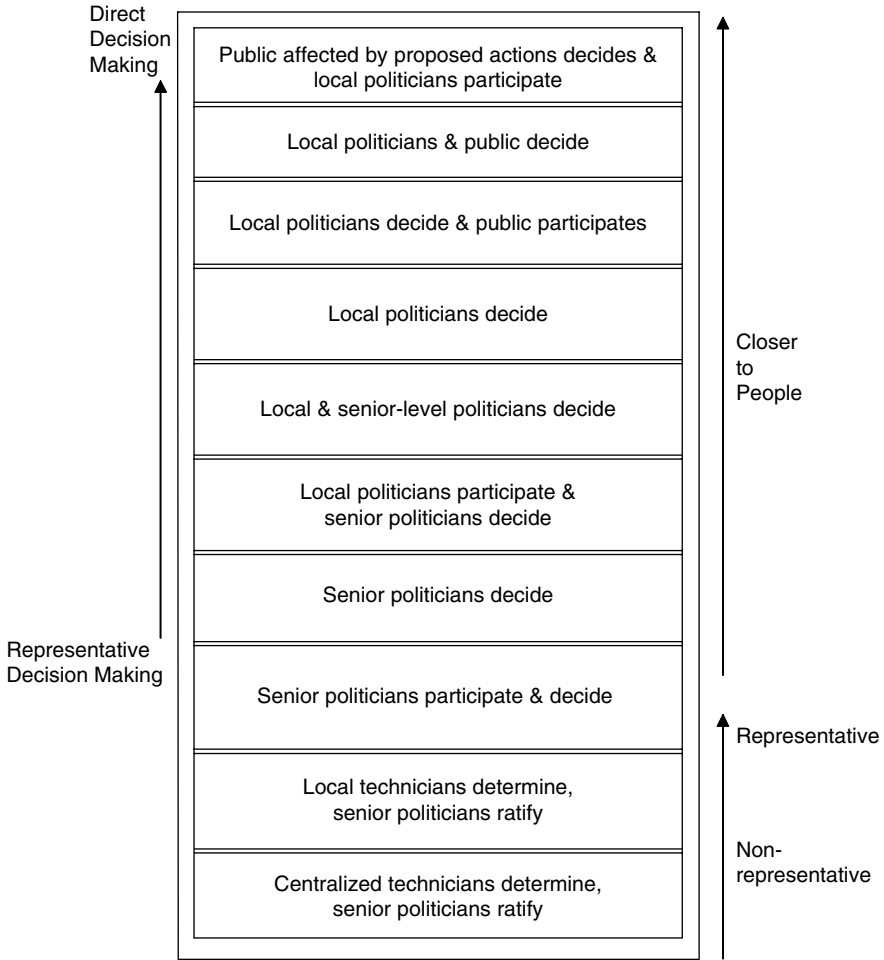 Direct
Decision
Making
Public affected by proposed actions decides &
local politicians participate
Local politicians & public decide
Local politicians decide & public participates
Local politicians decide
Closer
to
People
Local & senior-level politicians decide
Local politicians participate &
senior politicians decide
Senior politicians decide
Representative
Decision Making
Senior politicians participate & decide
Representative
Local technicians determine,
senior politicians ratify
Non-
representative
Centralized technicians determine,
senior politicians ratify